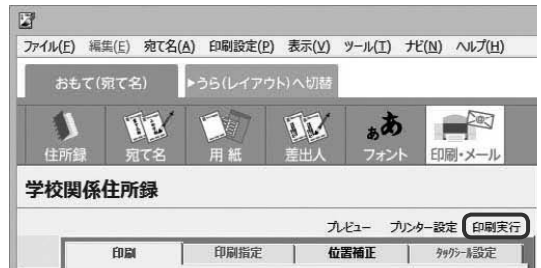 ファイル(F) 編集(E) 宛て名(A) 印刷設定(P) 表示(V) ツール(T) ナビ(N) ヘルプ(H)
おもて(宛て名) ▶うら(レイアウト)へ切替
住所録 宛て名 用紙 差出人 フォント 印刷・メール
学校関係住所録
プレビュー プリンター設定 印刷実行
印刷 印刷指定 位置補正 タックシール設定